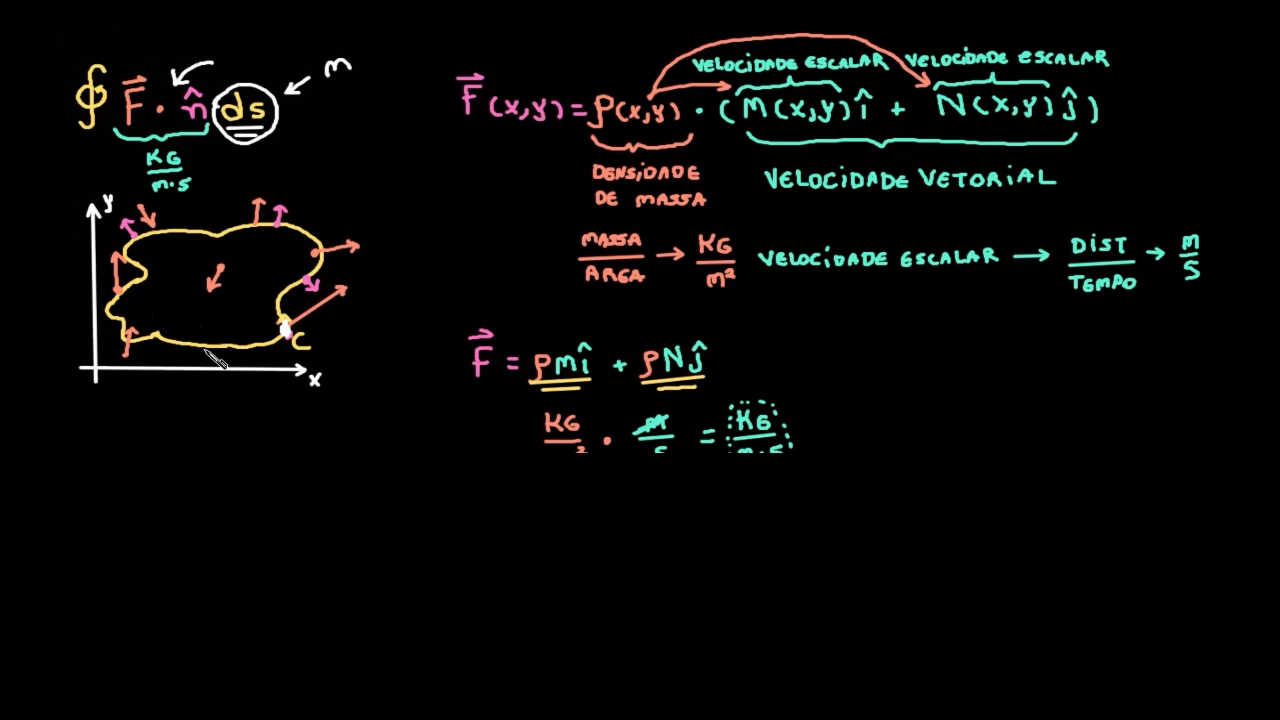 ∮ F⃗ · n̂ ds
m
KG
m·s
y
C
x
VELOCIDADE ESCALAR VELOCIDADE ESCALAR
F⃗(x,y) = ρ(x,y) · (M(x,y)î + N(x,y)ĵ)
DENSIDADE
DE MASSA
VELOCIDADE VETORIAL
MASSA
ÁREA
→ KG
m²
VELOCIDADE ESCALAR → DIST
TEMPO
→ m
s
F⃗ = ρmî + ρNĵ
KG
· m
s
= KG
m·s